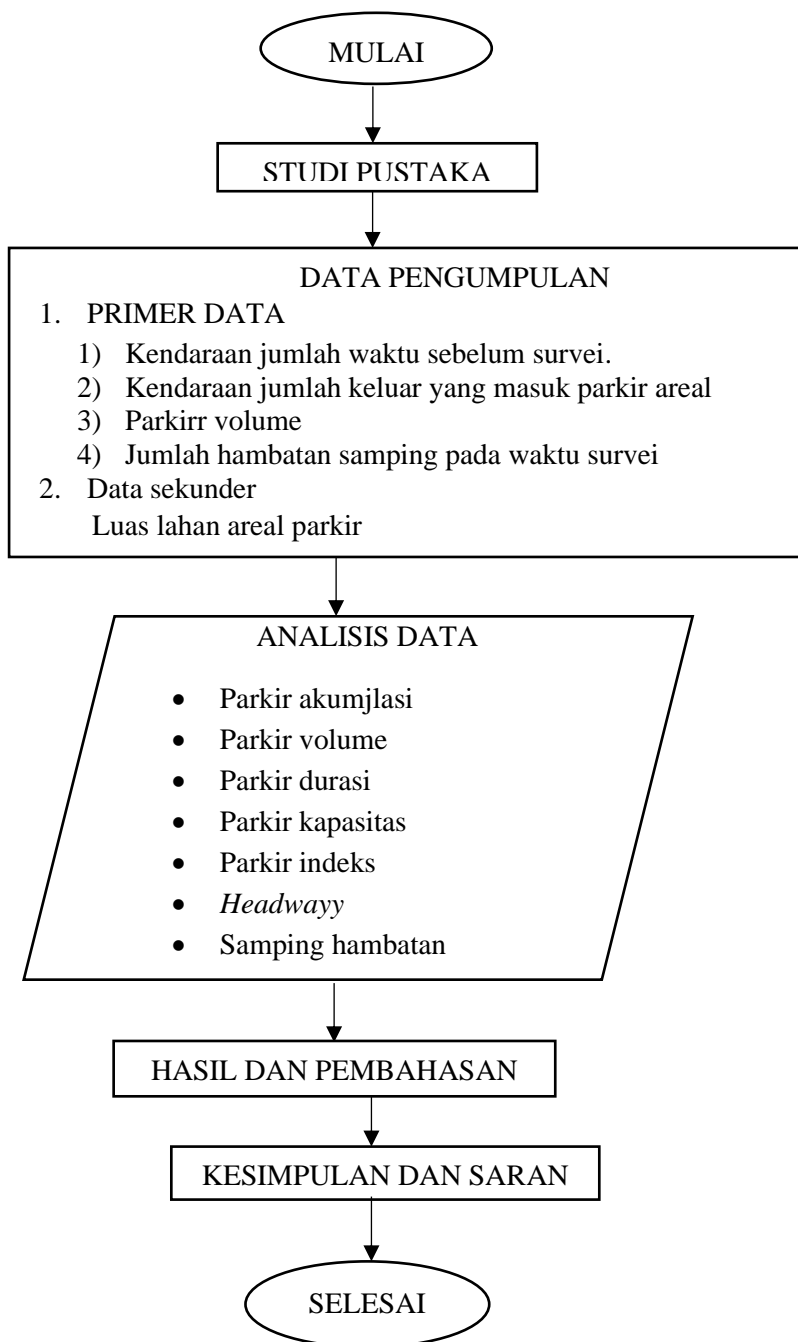 MULAI
STUDI PUSTAKA
DATA PENGUMPULAN
1. PRIMER DATA
1) Kendaraan jumlah waktu sebelum survei.
2) Kendaraan jumlah keluar yang masuk parkir areal
3) Parkirr volume
4) Jumlah hambatan samping pada waktu survei
2. Data sekunder
Luas lahan areal parkir
ANALISIS DATA
• Parkir akumjlasi
• Parkir volume
• Parkir durasi
• Parkir kapasitas
• Parkir indeks
• Headwayy
• Samping hambatan
HASIL DAN PEMBAHASAN
KESIMPULAN DAN SARAN
SELESAI